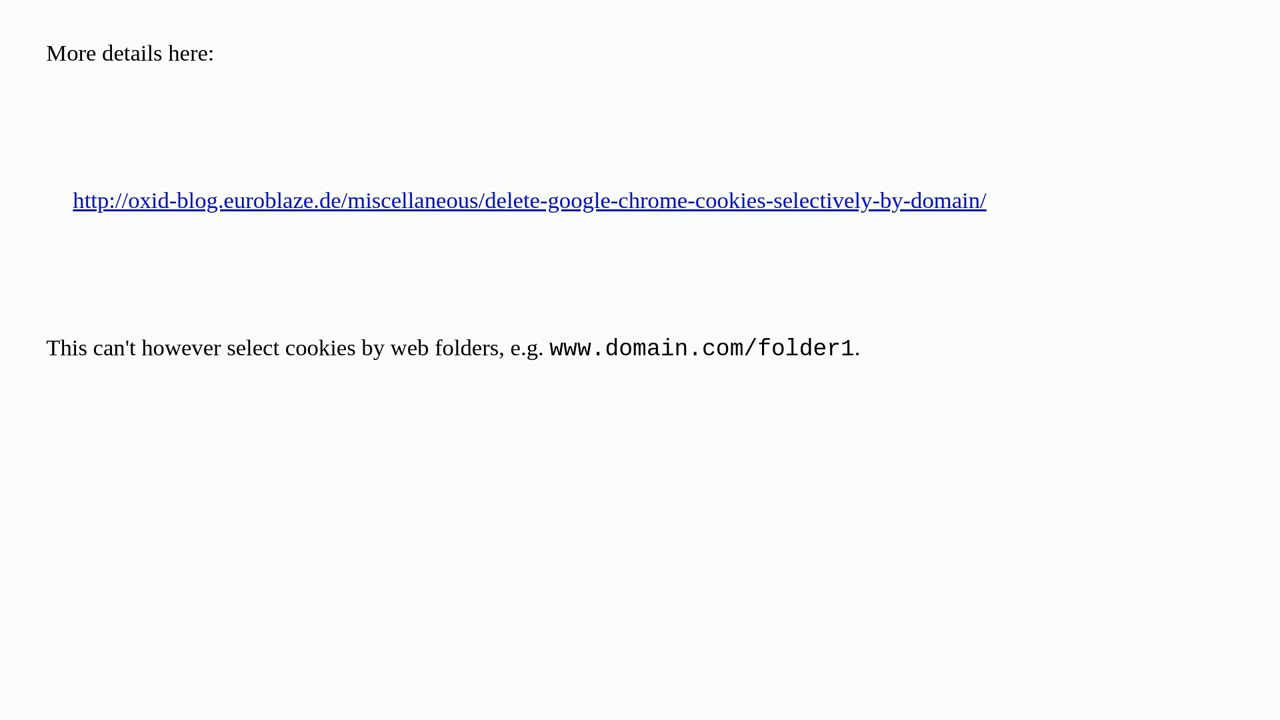 More details here:
http://oxid-blog.euroblaze.de/miscellaneous/delete-google-chrome-cookies-selectively-by-domain/
This can't however select cookies by web folders, e.g. www.domain.com/folder1.